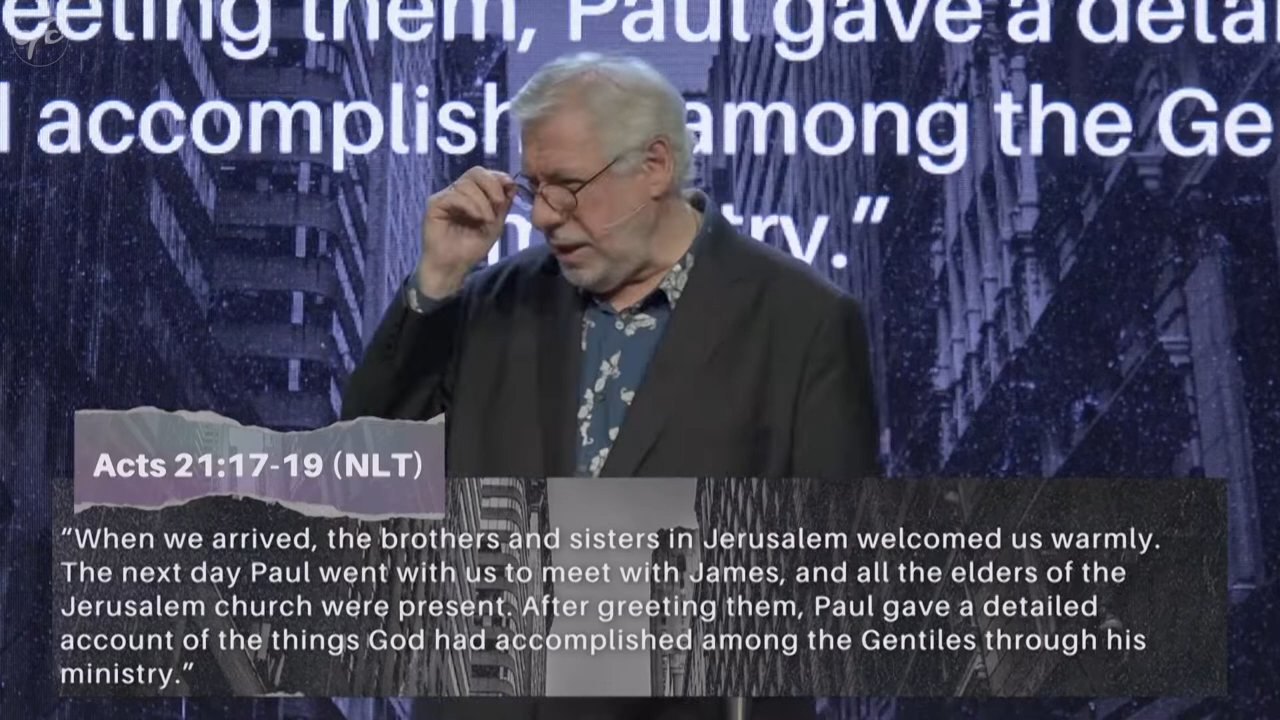 eeting them, Paul gave a detai
accomplish among the Ge
try.”
Acts 21:17-19 (NLT)
“When we arrived, the brothers and sisters in Jerusalem welcomed us warmly.
The next day Paul went with us to meet with James, and all the elders of the
Jerusalem church were present. After greeting them, Paul gave a detailed
account of the things God had accomplished among the Gentiles through his
ministry.”